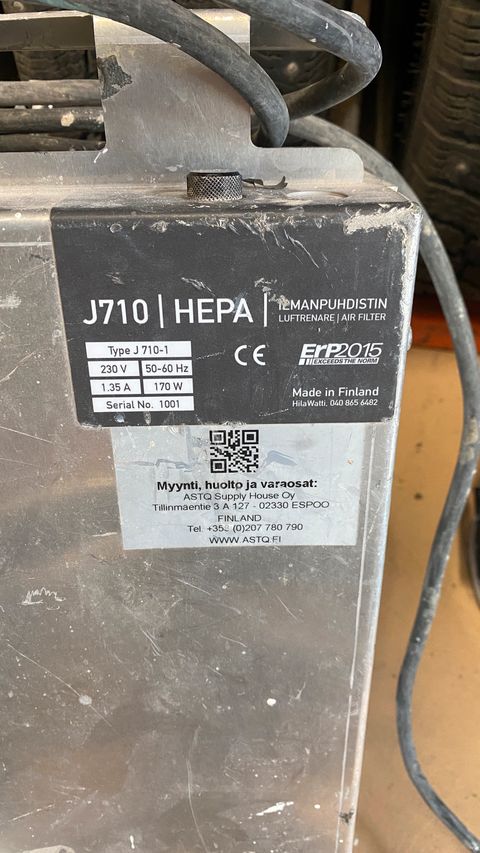 J710 | HEPA | ILMANPUHDISTIN
LUFTRENARE | AIR FILTER
Type J 710-1
230 V 50-60 Hz
1.35 A 170 W
Serial No. 1001
CE
ErP2015
EXCEEDS THE NORM
Made in Finland
HilaWatti, 040 865 6482
Myynti, huolto ja varaosat:
ASTQ Supply House Oy
Tillinmäentie 3 A 127 - 02330 ESPOO
FINLAND
Tel. +358 (0)207 780 790
WWW.ASTQ.FI